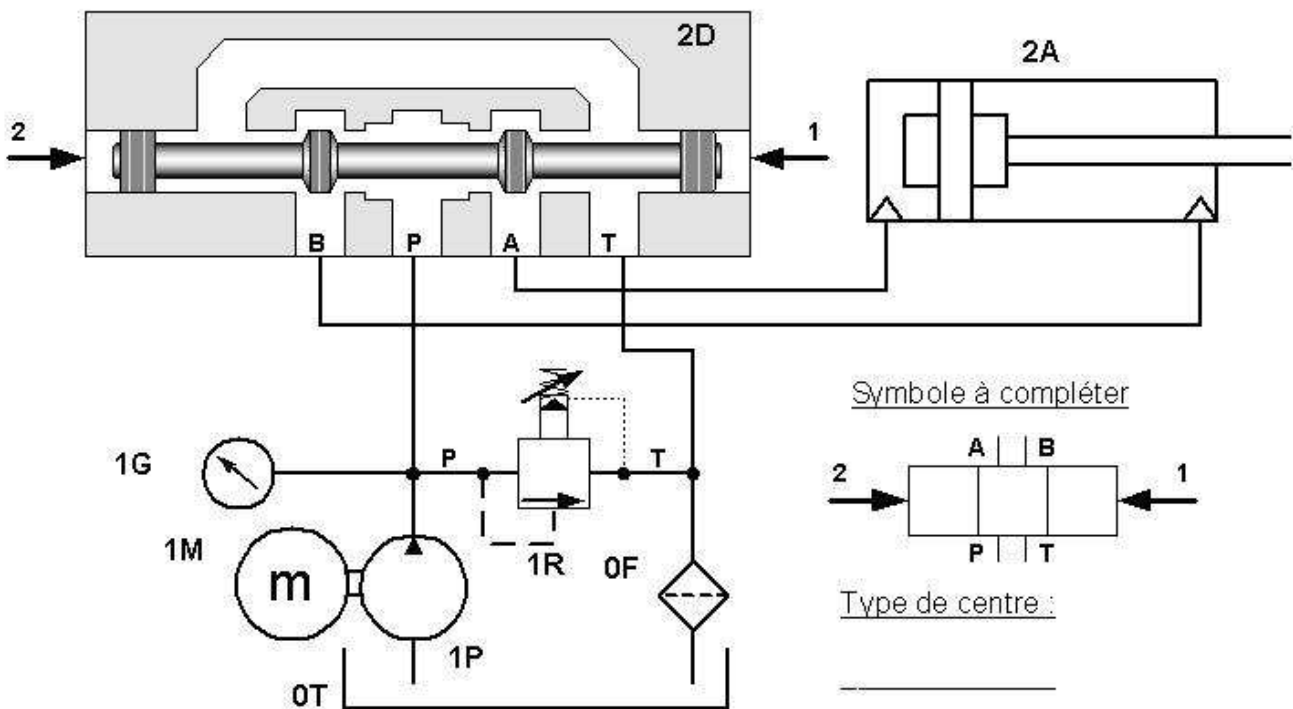 2D
2A
2
1
B P A T
Symbole à compléter
1G
P
T
A B
2
1
1M
1R
0F
P T
m
Type de centre :
1P
0T